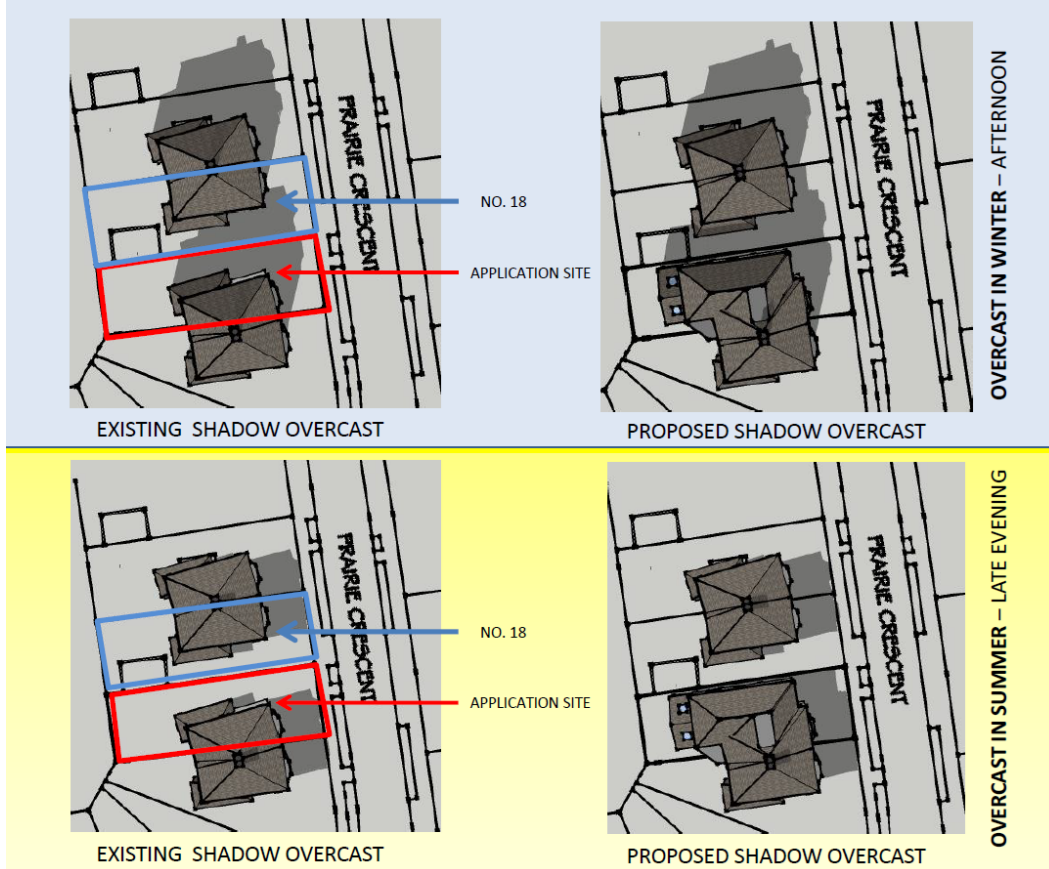 PRAIRIE CRESCENT
PRAIRIE CRESCENT
NO. 18
APPLICATION SITE
EXISTING SHADOW OVERCAST
PROPOSED SHADOW OVERCAST
OVERCAST IN WINTER – AFTERNOON
PRAIRIE CRESCENT
PRAIRIE CRESCENT
NO. 18
APPLICATION SITE
EXISTING SHADOW OVERCAST
PROPOSED SHADOW OVERCAST
OVERCAST IN SUMMER – LATE EVENING